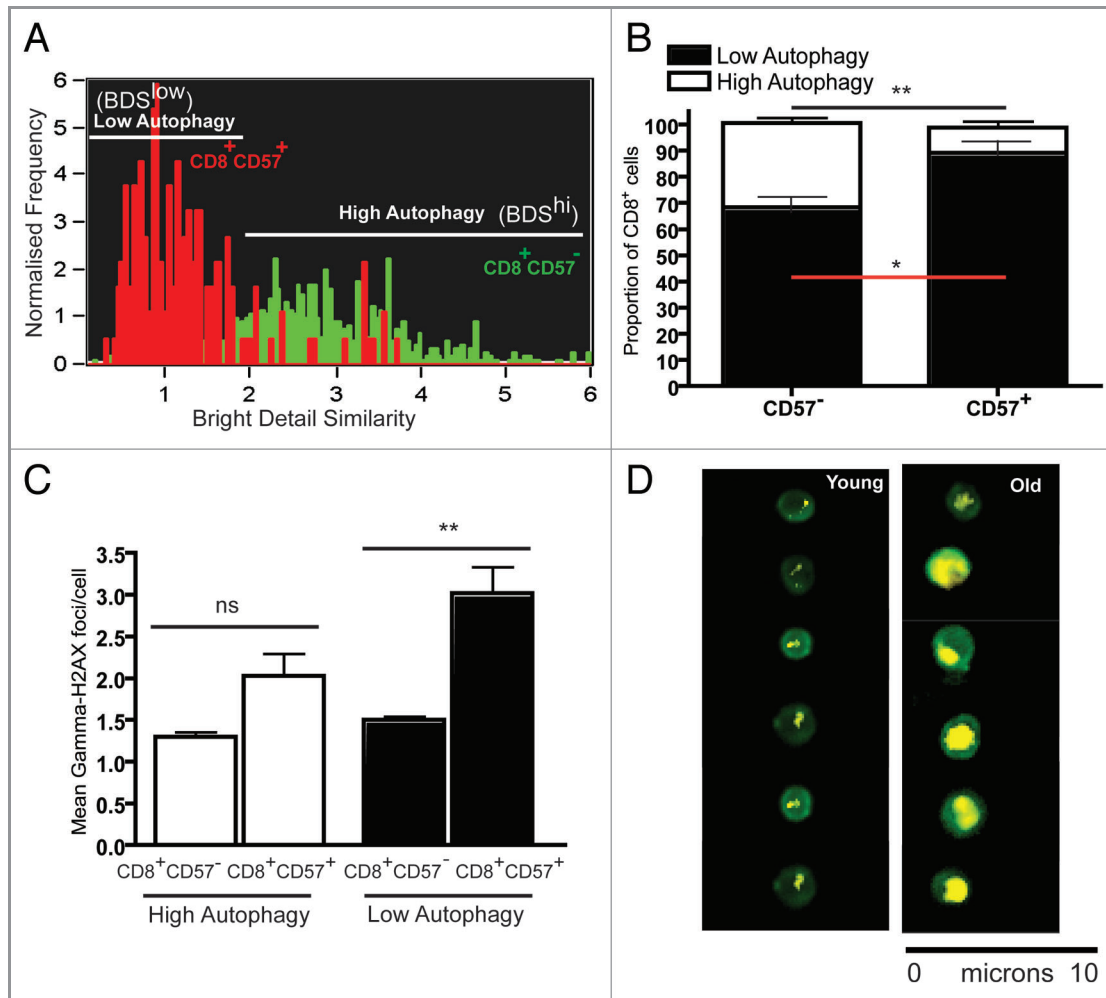 A
6
5
4
3
2
1
0
Normalised Frequency
(BDS^low)
Low Autophagy
CD8^+ CD57^+
High Autophagy (BDS^hi)
CD8^+ CD57^-
1 2 3 4 5 6
Bright Detail Similarity
B
Low Autophagy
High Autophagy
**
100
90
80
70
60
50
40
30
20
10
0
Proportion of CD8⁺ cells
*
CD57⁻ CD57⁺
C
**
ns
3.5
3.0
2.5
2.0
1.5
1.0
0.5
0.0
Mean Gamma-H2AX foci/cell
CD8⁺CD57⁻ CD8⁺CD57⁺ CD8⁺CD57⁻ CD8⁺CD57⁺
High Autophagy Low Autophagy
D
Young Old
0 microns 10